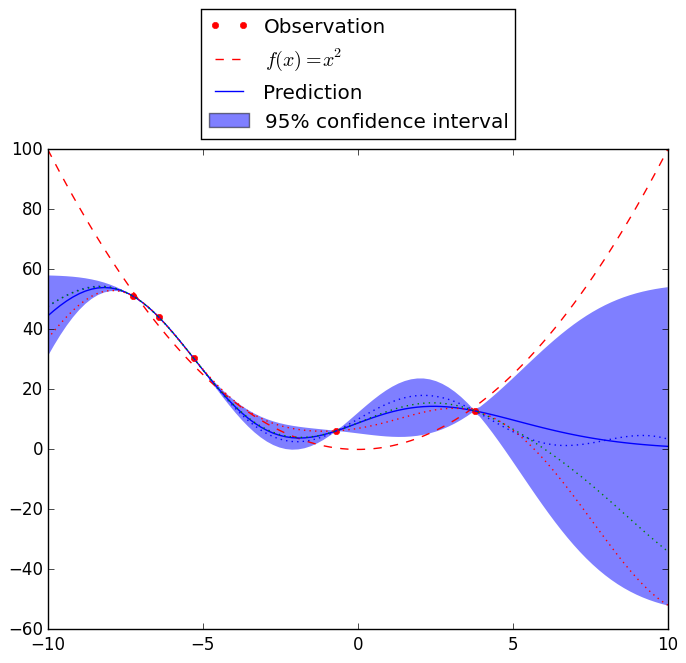 Observation
f(x) = x²
Prediction
95% confidence interval
100
80
60
40
20
0
−20
−40
−60
−10 −5 0 5 10